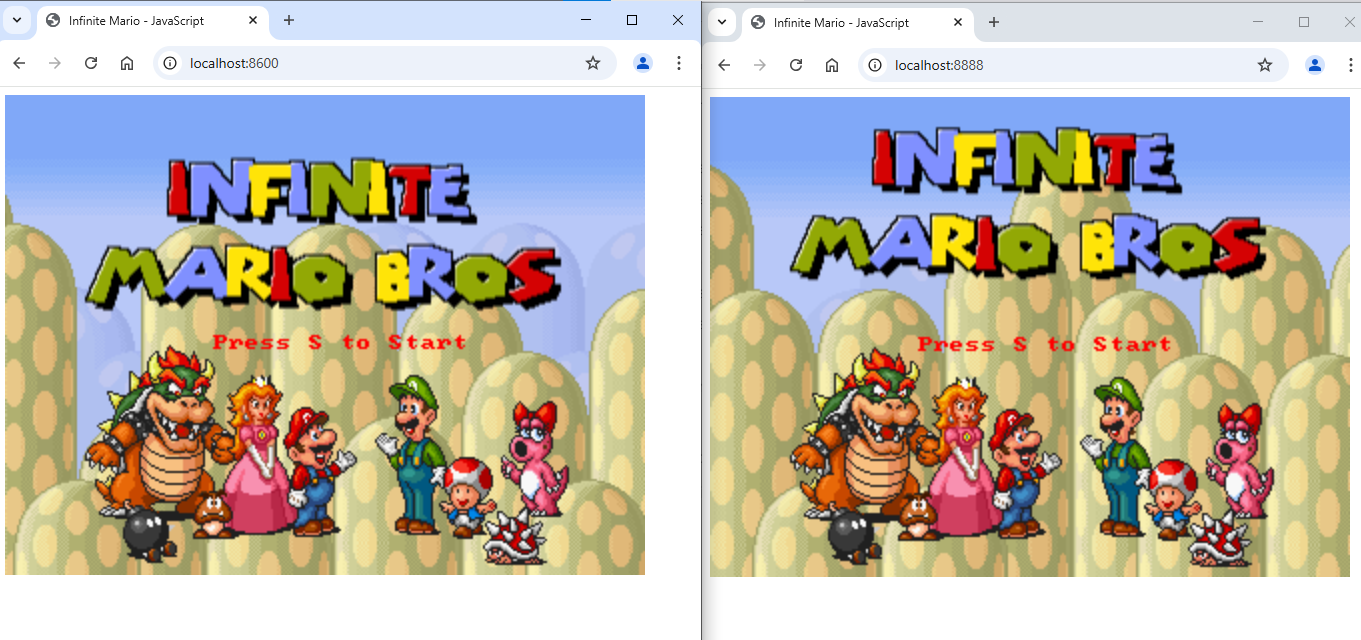 Infinite Mario - JavaScript
localhost:8600
INFINITE
MARIO BROS
Press S to Start
Infinite Mario - JavaScript
localhost:8888
INFINITE
MARIO BROS
Press S to Start